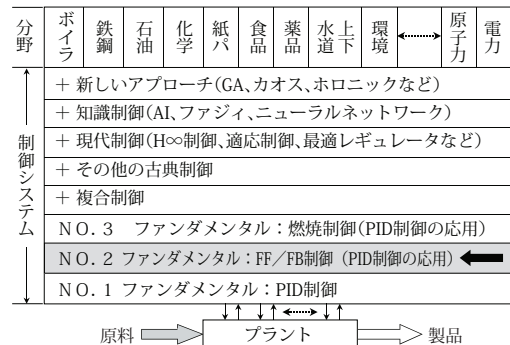 分野
ボイラ
鉄鋼
石油
化学
紙パ
食品
薬品
上下水道
環境
原子力
電力
制御システム
＋ 新しいアプローチ(GA、カオス、ホロニックなど)
＋ 知識制御(AI、ファジィ、ニューラルネットワーク)
＋ 現代制御(H∞制御、適応制御、最適レギュレータなど)
＋ その他の古典制御
＋ 複合制御
ＮＯ．３ ファンダメンタル：燃焼制御(PID制御の応用)
ＮＯ．２ ファンダメンタル：FF／FB制御（PID制御の応用)
ＮＯ．１ ファンダメンタル：PID制御
原料
プラント
製品